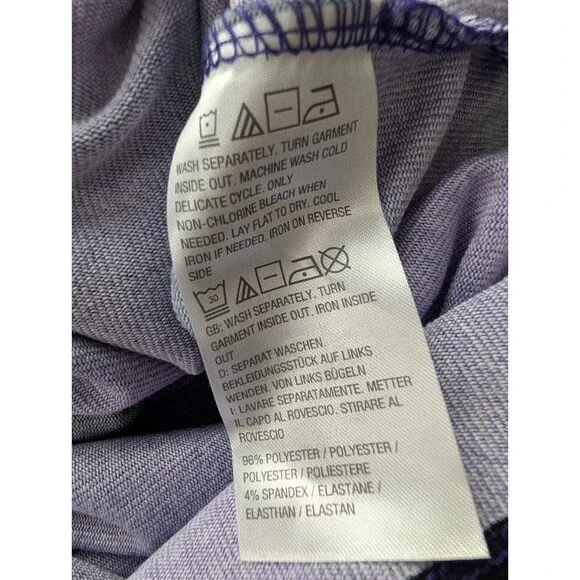 WASH SEPARATELY. TURN GARMENT
INSIDE OUT. MACHINE WASH COLD
DELICATE CYCLE. ONLY
NON-CHLORINE BLEACH WHEN
NEEDED. LAY FLAT TO DRY. COOL
IRON IF NEEDED. IRON ON REVERSE
SIDE
30
GB: WASH SEPARATELY. TURN
GARMENT INSIDE OUT. IRON INSIDE
OUT
D: SEPARAT WASCHEN.
BEKLEIDUNGSSTÜCK AUF LINKS
WENDEN. VON LINKS BÜGELN
I: LAVARE SEPARATAMENTE. METTER
IL CAPO AL ROVESCIO. STIRARE AL
ROVESCIO
96% POLYESTER / POLYESTER /
POLYESTER / POLIESTERE
4% SPANDEX / ELASTANE /
ELASTHAN / ELASTAN